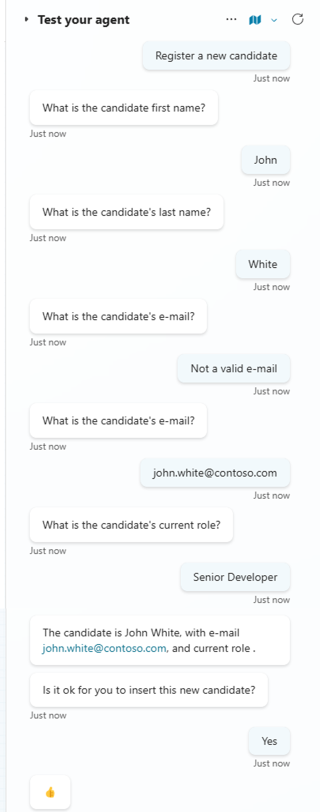 Test your agent
Register a new candidate
Just now
What is the candidate first name?
Just now
John
Just now
What is the candidate's last name?
Just now
White
Just now
What is the candidate's e-mail?
Just now
Not a valid e-mail
Just now
What is the candidate's e-mail?
Just now
john.white@contoso.com
Just now
What is the candidate's current role?
Just now
Senior Developer
Just now
The candidate is John White, with e-mail
john.white@contoso.com, and current role .
Is it ok for you to insert this new candidate?
Just now
Yes
Just now